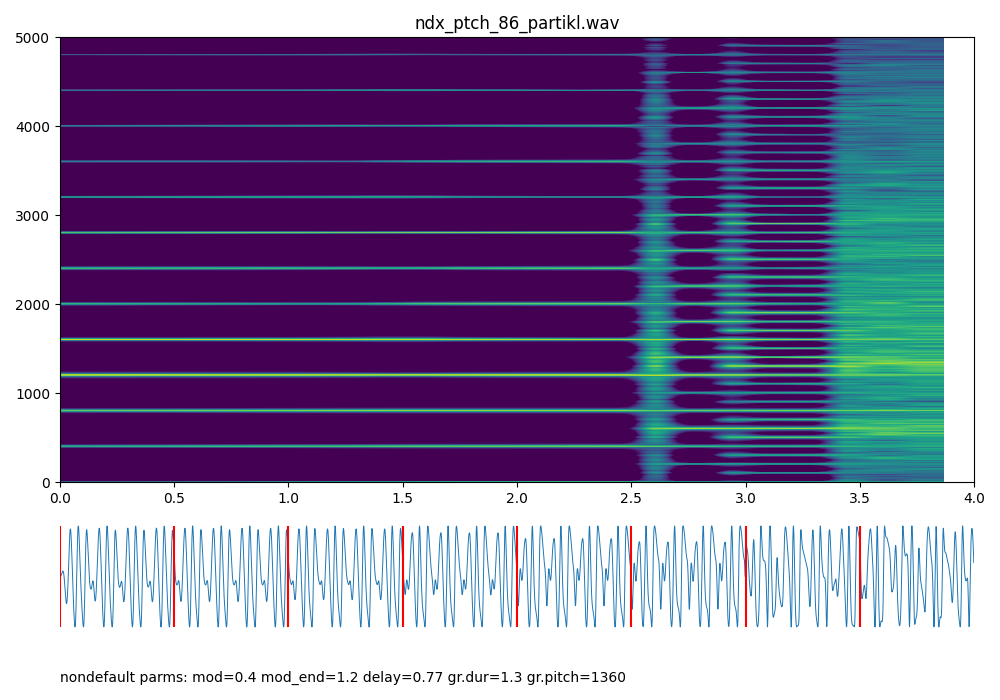 ndx_ptch_86_partikl.wav
5000
4000
3000
2000
1000
0
0.0 0.5 1.0 1.5 2.0 2.5 3.0 3.5 4.0
nondefault parms: mod=0.4 mod_end=1.2 delay=0.77 gr.dur=1.3 gr.pitch=1360